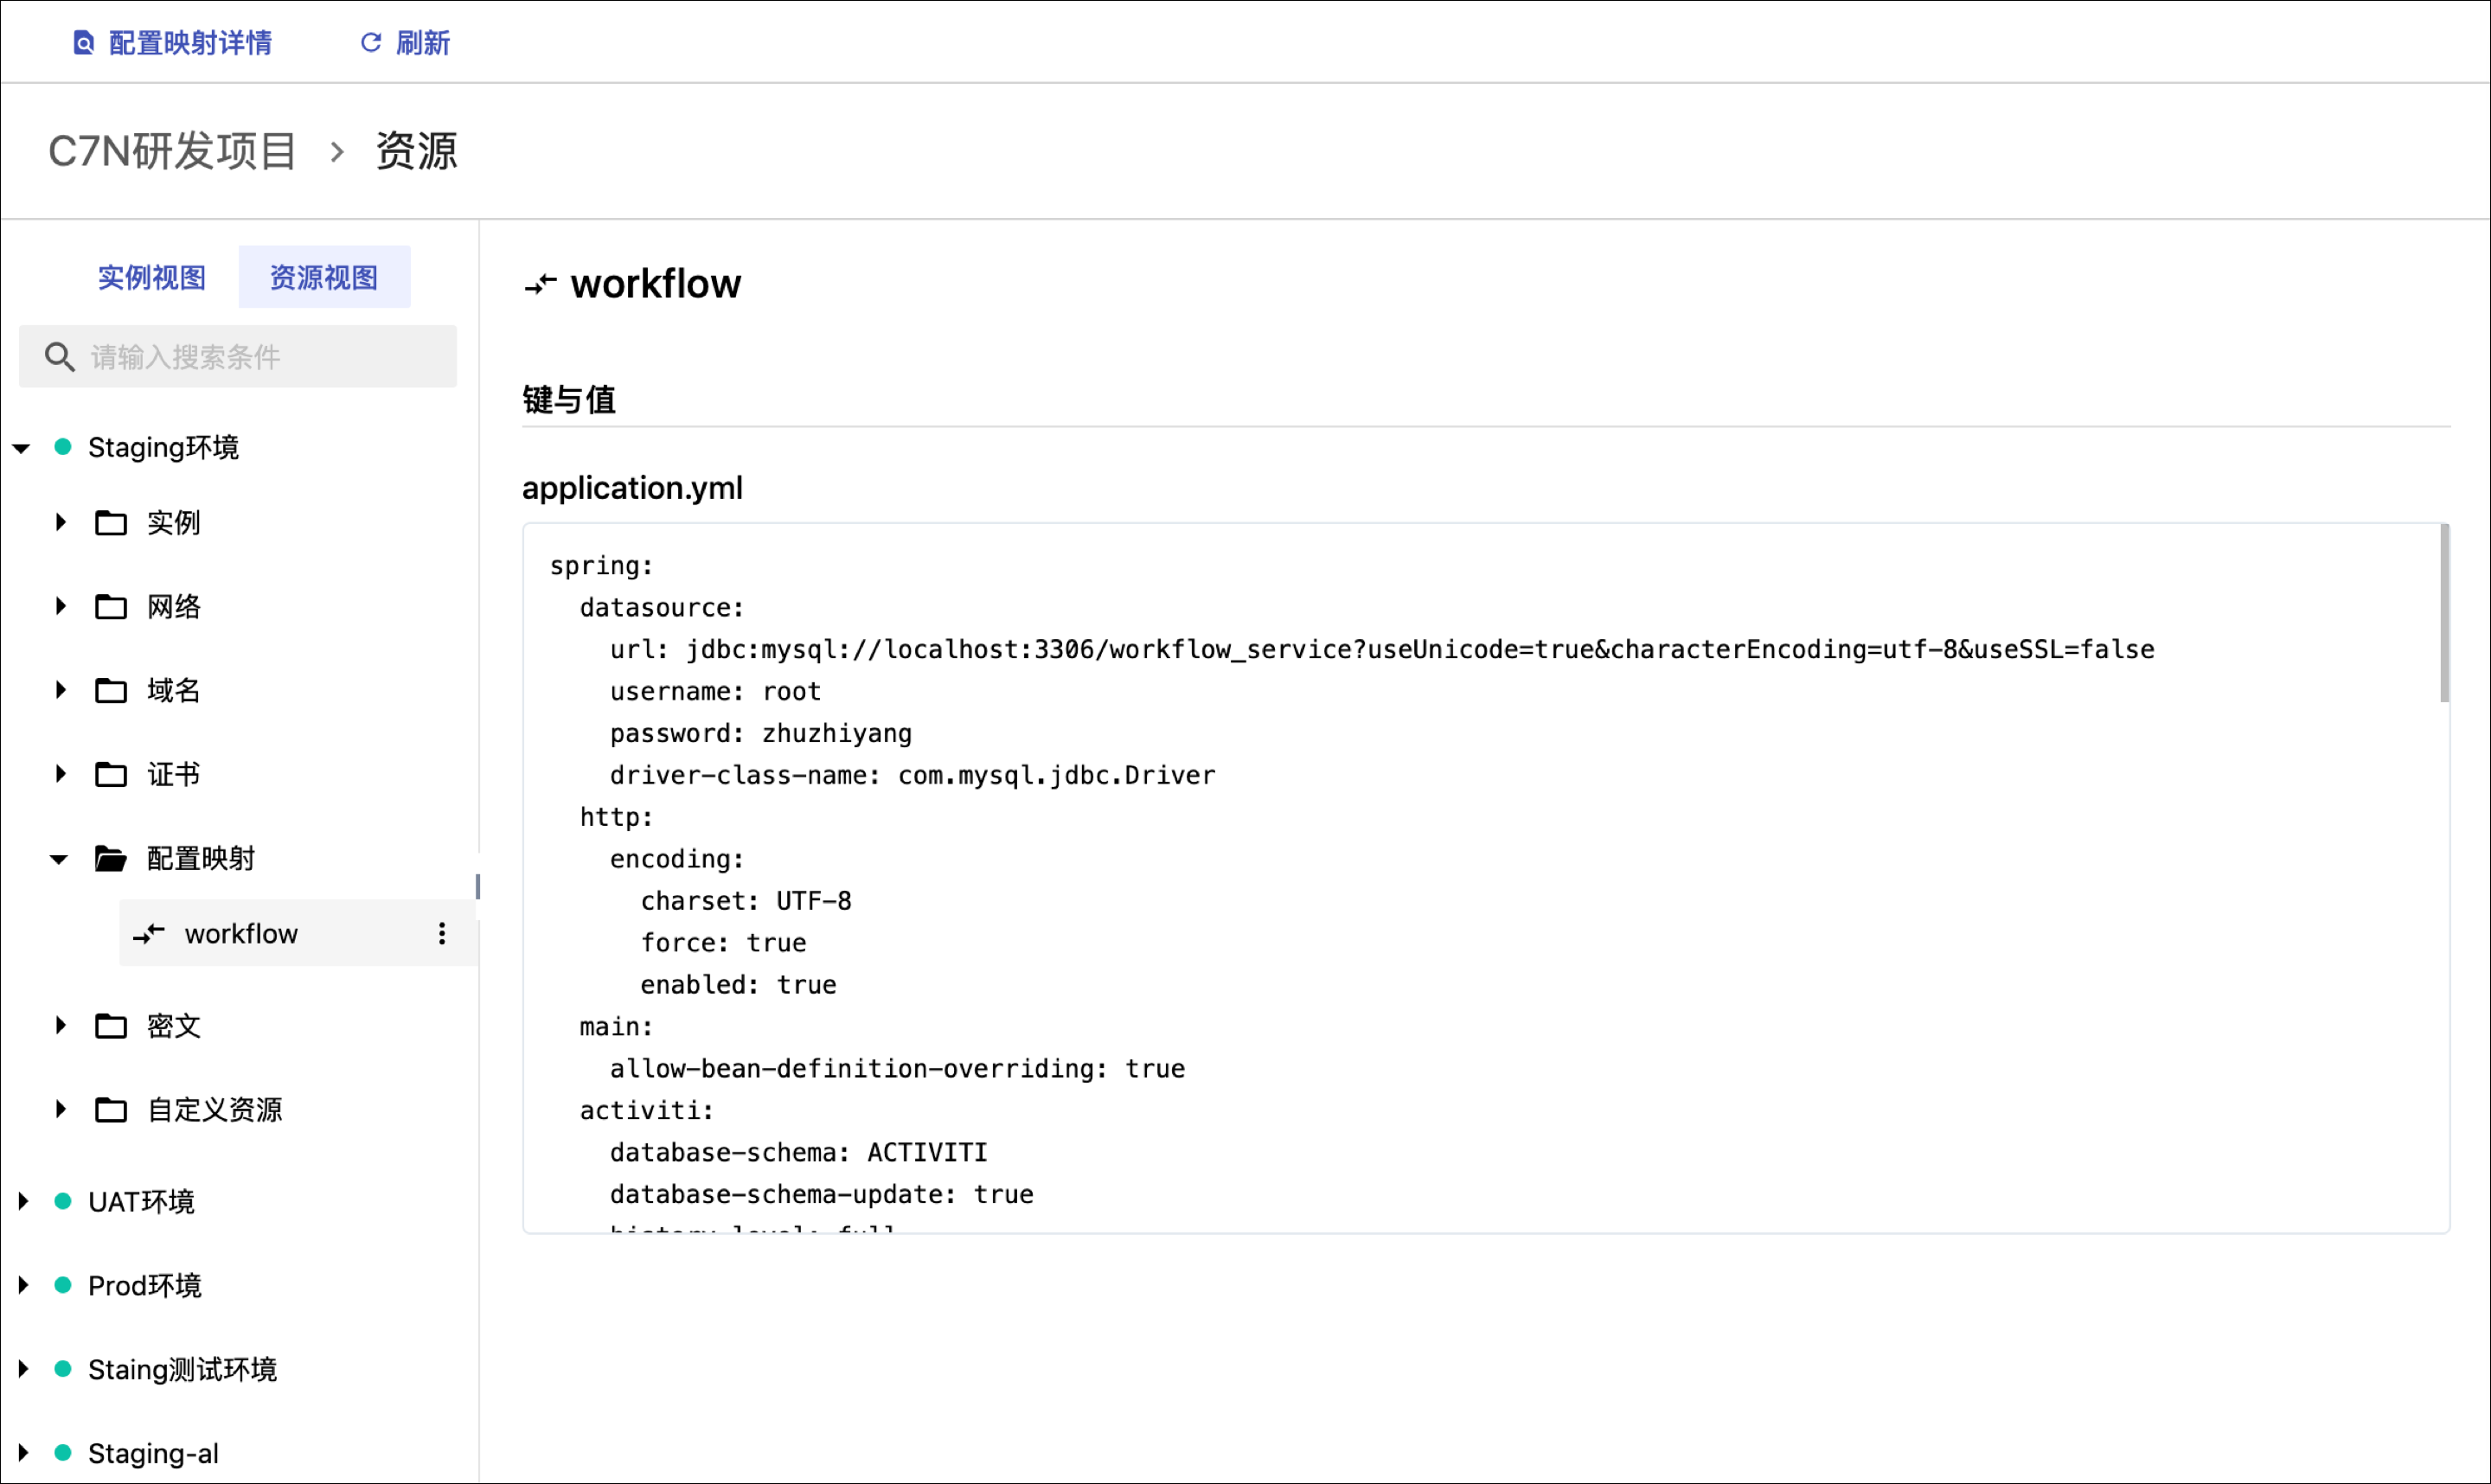 配置映射详情 刷新
C7N研发项目 > 资源
实例视图 资源视图
请输入搜索条件
Staging环境
实例
网络
域名
证书
配置映射
workflow
密文
自定义资源
UAT环境
Prod环境
Staing测试环境
Staging-al
workflow
键与值
application.yml
spring:
  datasource:
    url: jdbc:mysql://localhost:3306/workflow_service?useUnicode=true&characterEncoding=utf-8&useSSL=false
    username: root
    password: zhuzhiyang
    driver-class-name: com.mysql.jdbc.Driver
  http:
    encoding:
      charset: UTF-8
      force: true
      enabled: true
  main:
    allow-bean-definition-overriding: true
  activiti:
    database-schema: ACTIVITI
    database-schema-update: true
    history-level: full